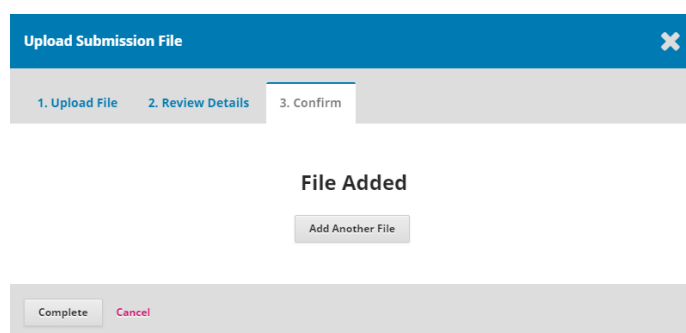 Upload Submission File
1. Upload File 2. Review Details 3. Confirm
File Added
Add Another File
Complete Cancel